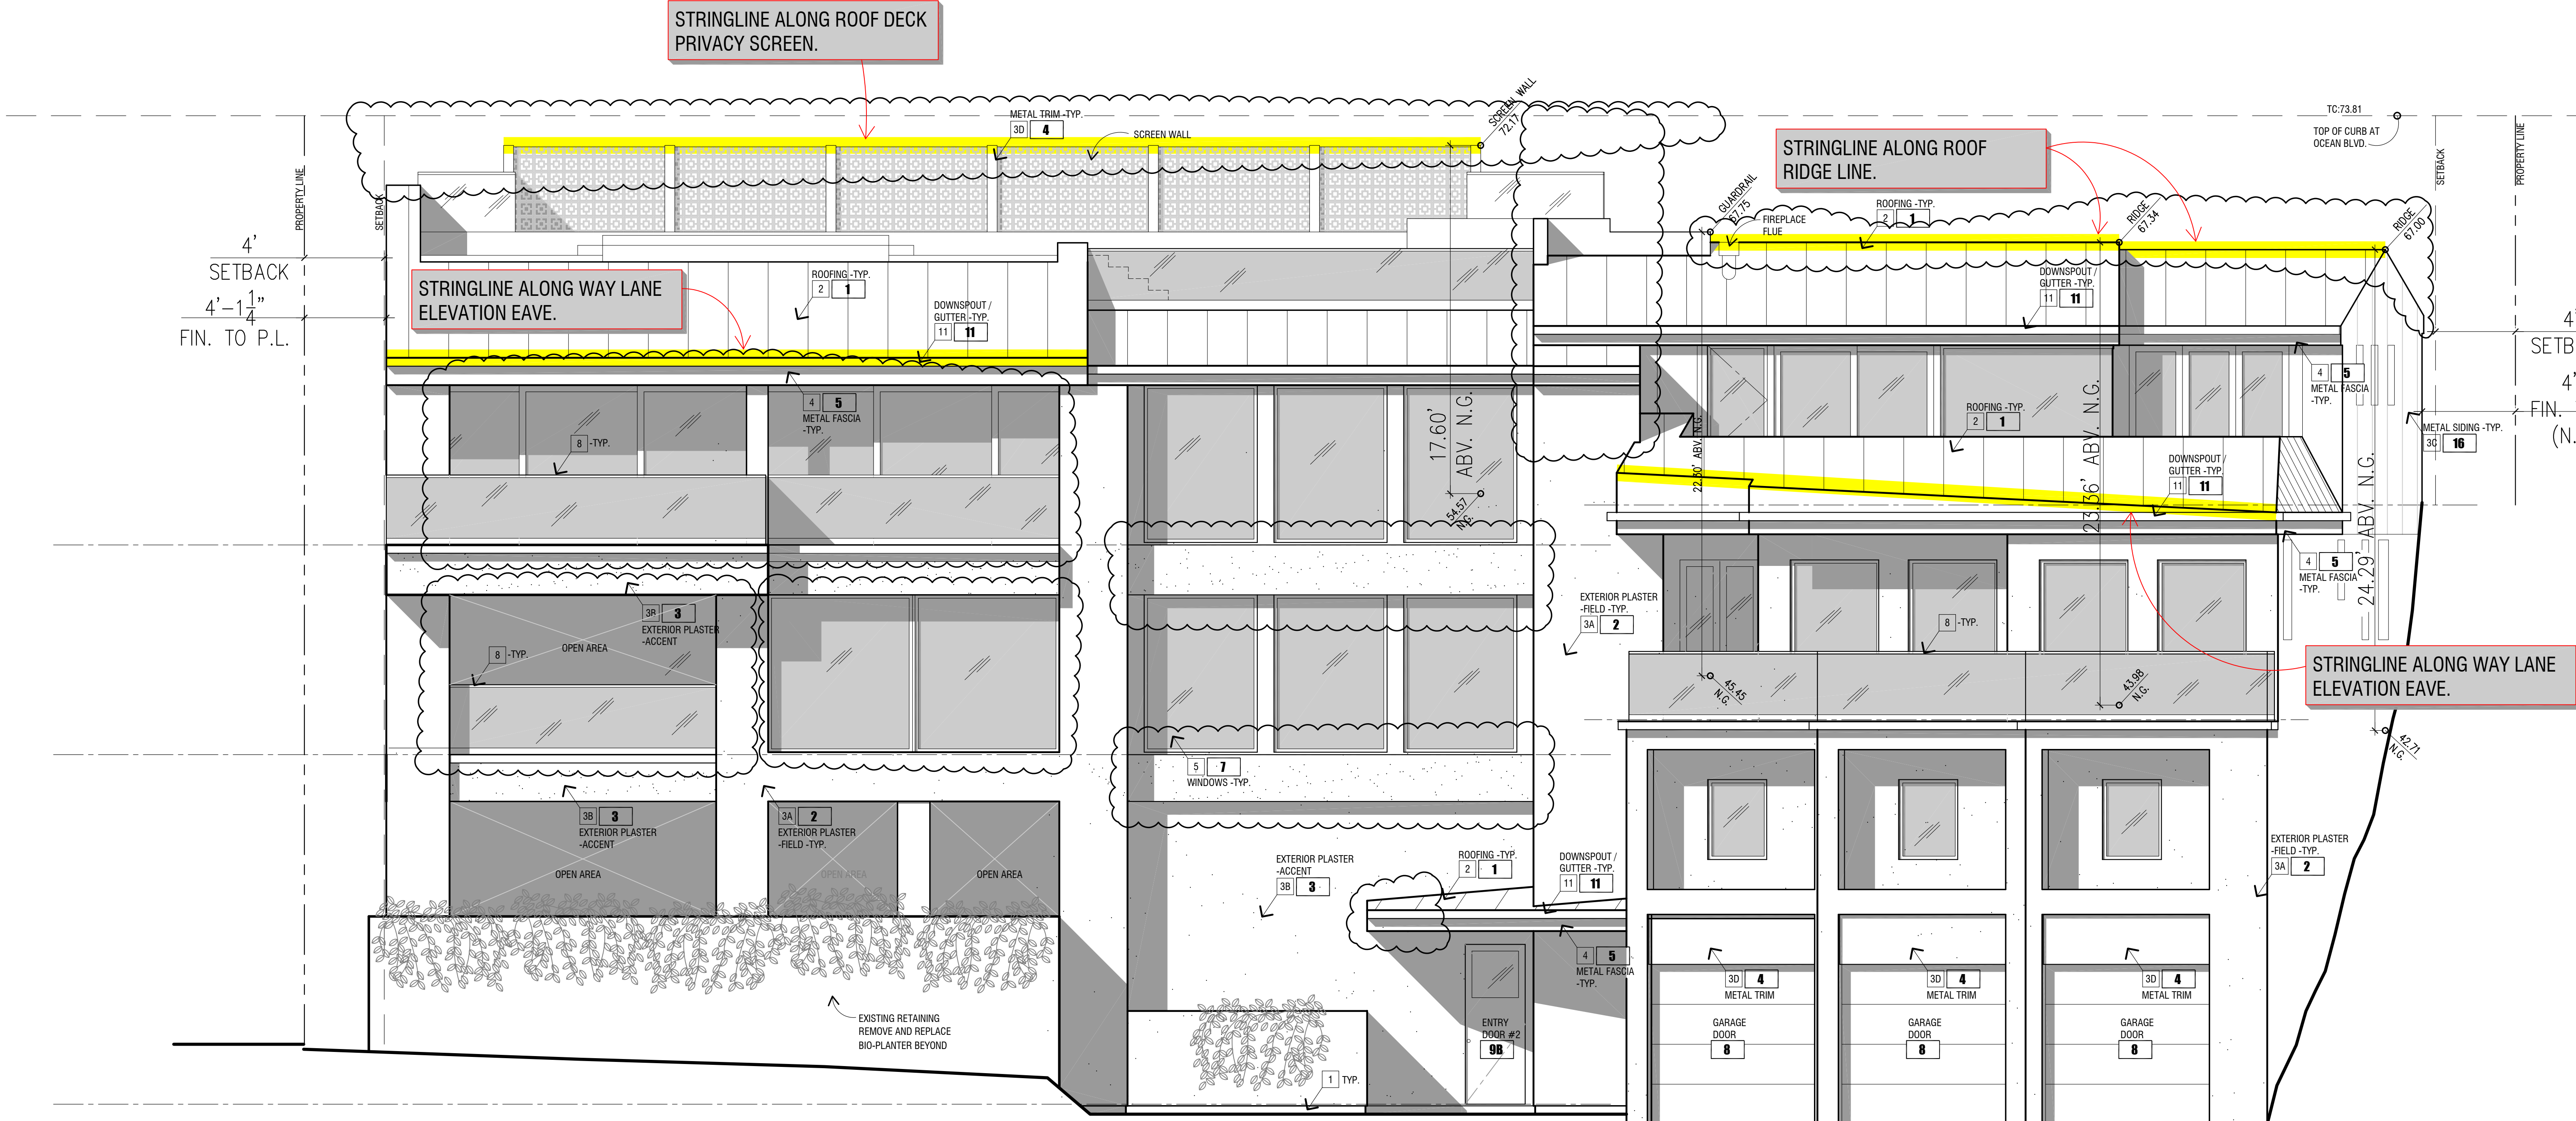 STRINGLINE ALONG ROOF DECK
PRIVACY SCREEN.
SCREEN WALL
72.17
METAL TRIM -TYP.
3D 4
SCREEN WALL
TC:73.81
TOP OF CURB AT
OCEAN BLVD.
STRINGLINE ALONG ROOF
RIDGE LINE.
PROPERTY LINE
SETBACK
SETBACK
PROPERTY LINE
GUARDRAIL
67.75
FIREPLACE
FLUE
ROOFING -TYP.
2 1
RIDGE
67.34
RIDGE
67.00
4'
SETBACK
4'-1 1/4"
FIN. TO P.L.
STRINGLINE ALONG WAY LANE
ELEVATION EAVE.
ROOFING -TYP.
2 1
DOWNSPOUT /
GUTTER -TYP.
11 11
DOWNSPOUT /
GUTTER -TYP.
11 11
4'
SETB
4'
FIN.
(N.
4 5
METAL FASCIA
-TYP.
4 5
METAL FASCIA
-TYP.
8 -TYP.
17.60'
ABV. N.G.
54.57
N.G.
22.30' ABV. N.G.
ROOFING -TYP.
2 1
23.36' ABV. N.G.
METAL SIDING -TYP.
3C 16
DOWNSPOUT /
GUTTER -TYP.
11 11
24.29' ABV. N.G.
4 5
METAL FASCIA
-TYP.
3B 3
EXTERIOR PLASTER
-ACCENT
OPEN AREA
8 -TYP.
EXTERIOR PLASTER
-FIELD -TYP.
3A 2
8 -TYP.
STRINGLINE ALONG WAY LANE
ELEVATION EAVE.
45.45
N.G.
43.98
N.G.
42.71
N.G.
5 7
WINDOWS -TYP.
3B 3
EXTERIOR PLASTER
-ACCENT
3A 2
EXTERIOR PLASTER
-FIELD -TYP.
OPEN AREA
OPEN AREA
OPEN AREA
EXTERIOR PLASTER
-ACCENT
3B 3
ROOFING -TYP.
2 1
DOWNSPOUT /
GUTTER -TYP.
11 11
EXTERIOR PLASTER
-FIELD -TYP.
3A 2
4 5
METAL FASCIA
-TYP.
3D 4
METAL TRIM
3D 4
METAL TRIM
3D 4
METAL TRIM
EXISTING RETAINING
REMOVE AND REPLACE
BIO-PLANTER BEYOND
ENTRY
DOOR #2
9B
GARAGE
DOOR
8
GARAGE
DOOR
8
GARAGE
DOOR
8
1 TYP.